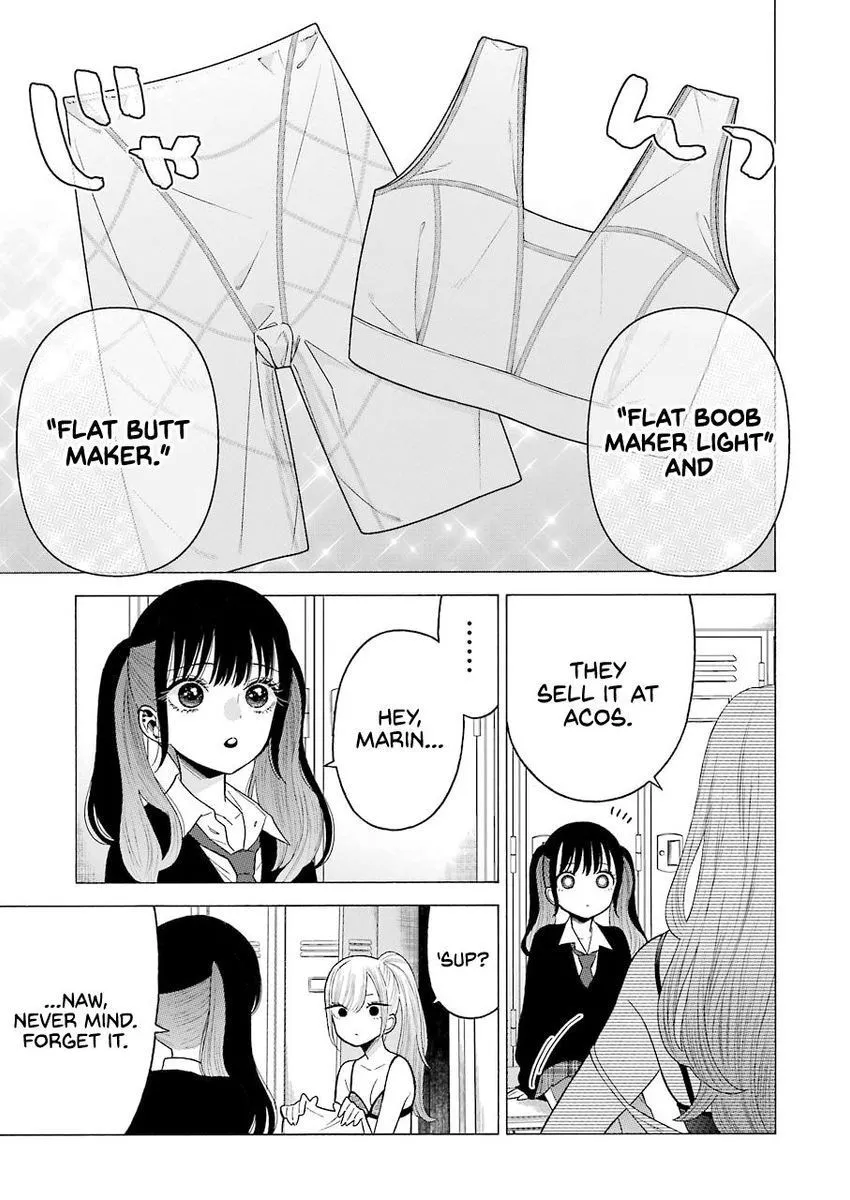 じゃ
んっ
"FLAT BOOB
MAKER LIGHT"
AND
"FLAT BUTT
MAKER."
THEY
SELL IT AT
ACOS.
......
HEY,
MARIN...
'SUP?
...NAW,
NEVER MIND.
FORGET IT.